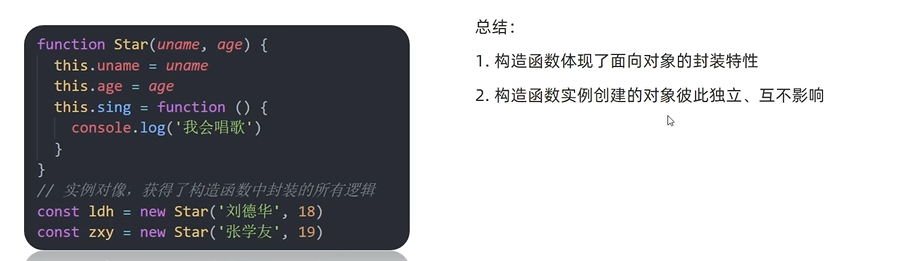 function Star(uname, age) {
this.uname = uname
this.age = age
this.sing = function () {
console.log('我会唱歌')
}
}
// 实例对像，获得了构造函数中封装的所有逻辑
const ldh = new Star('刘德华', 18)
const zxy = new Star('张学友', 19)
总结：
1. 构造函数体现了面向对象的封装特性
2. 构造函数实例创建的对象彼此独立、互不影响